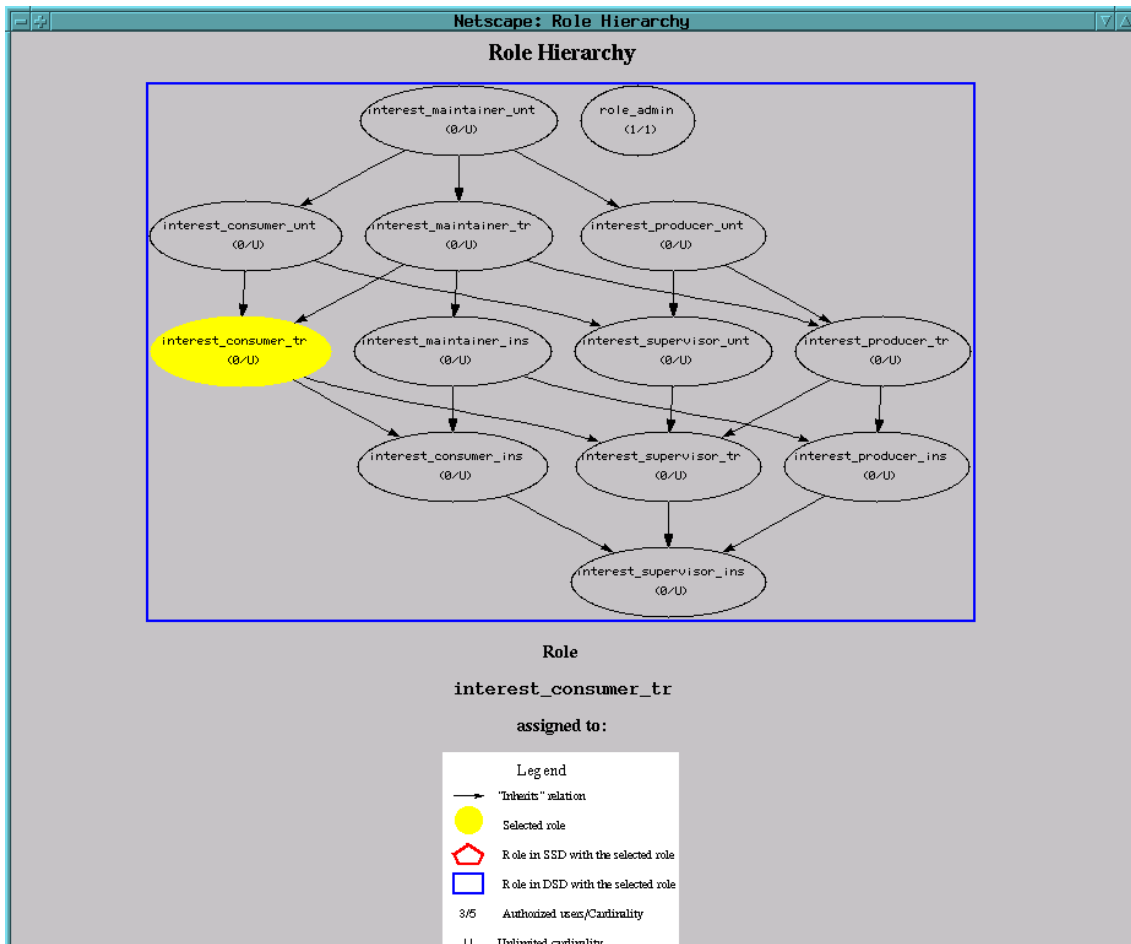 Netscape: Role Hierarchy
Role Hierarchy
interest_maintainer_unt
(0/U)
role_admin
(1/1)
interest_consumer_unt
(0/U)
interest_maintainer_tr
(0/U)
interest_producer_unt
(0/U)
interest_consumer_tr
(0/U)
interest_maintainer_ins
(0/U)
interest_supervisor_unt
(0/U)
interest_producer_tr
(0/U)
interest_consumer_ins
(0/U)
interest_supervisor_tr
(0/U)
interest_producer_ins
(0/U)
interest_supervisor_ins
(0/U)
Role
interest_consumer_tr
assigned to:
Legend
"Inherits" relation
Selected role
Role in SSD with the selected role
Role in DSD with the selected role
3/5 Authorized users/Cardinality
U Unlimited cardinality